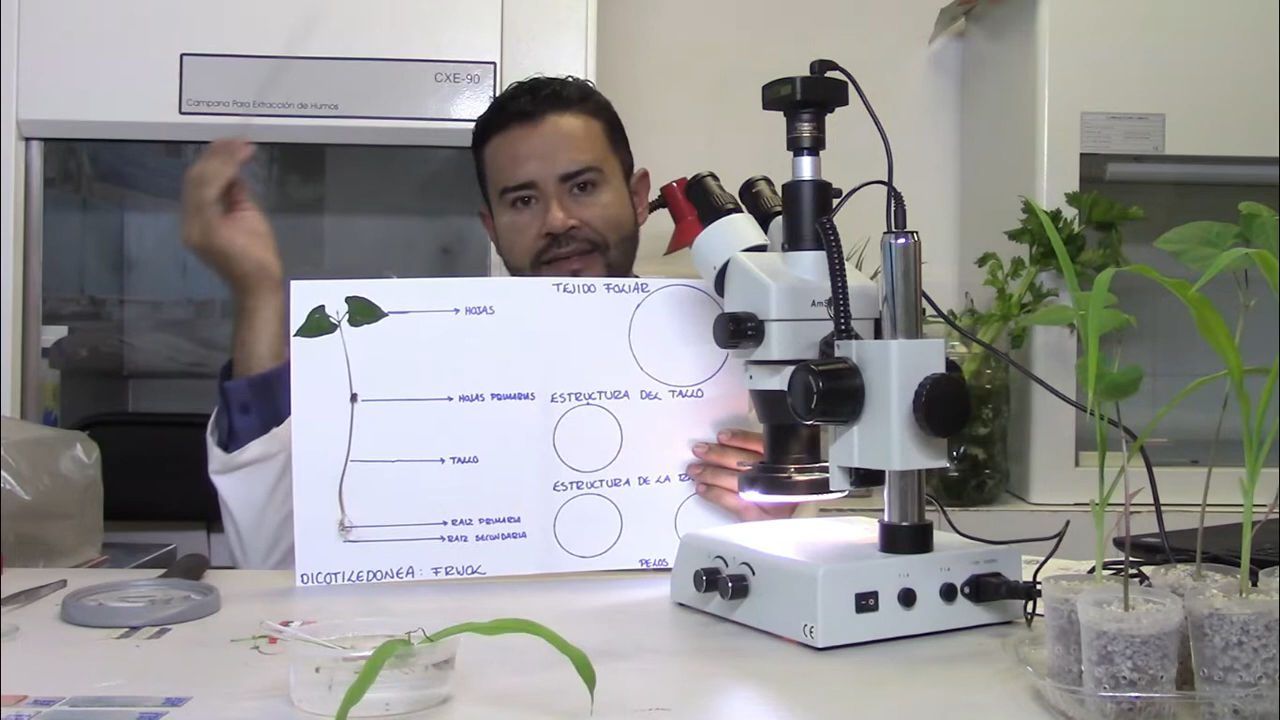 CXE-90
Campana Para Extracción de Humos
TEJIDO FOLIAR
HOJAS
HOJAS PRIMARIAS
ESTRUCTURA DEL TALLO
TALLO
ESTRUCTURA DE LA
RAIZ PRIMARIA
RAIZ SECUNDARIA
PELOS
DICOTILEDONEA: FRIJOL
CE